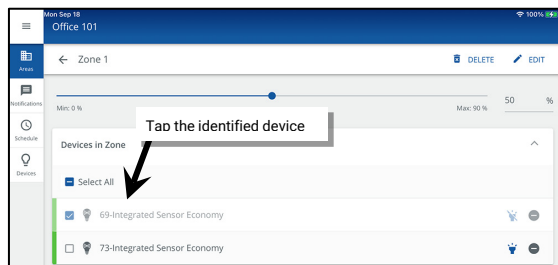 Mon Sep 18
100%
Office 101
Areas
Zone 1
DELETE
EDIT
Notifications
Min: 0 %
Max: 90 %
50 %
Schedule
Tap the identified device
Devices in Zone
Devices
Select All
69-Integrated Sensor Economy
73-Integrated Sensor Economy